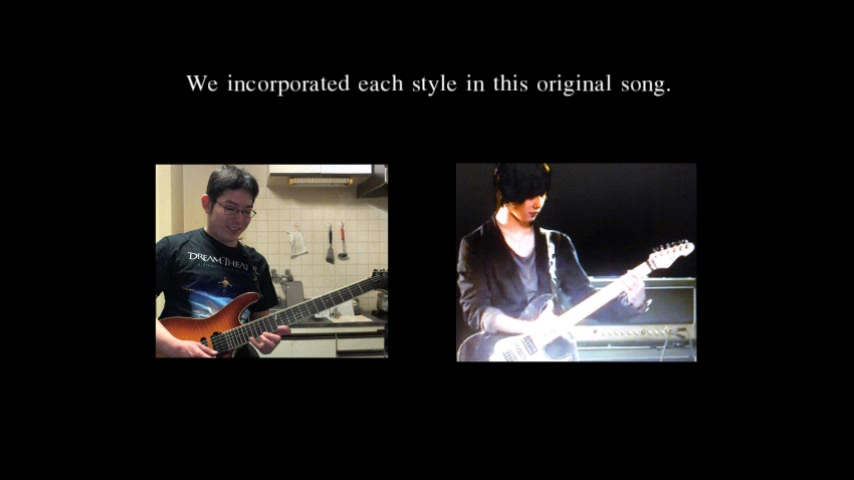 We incorporated each style in this original song.
DREAM THEATER